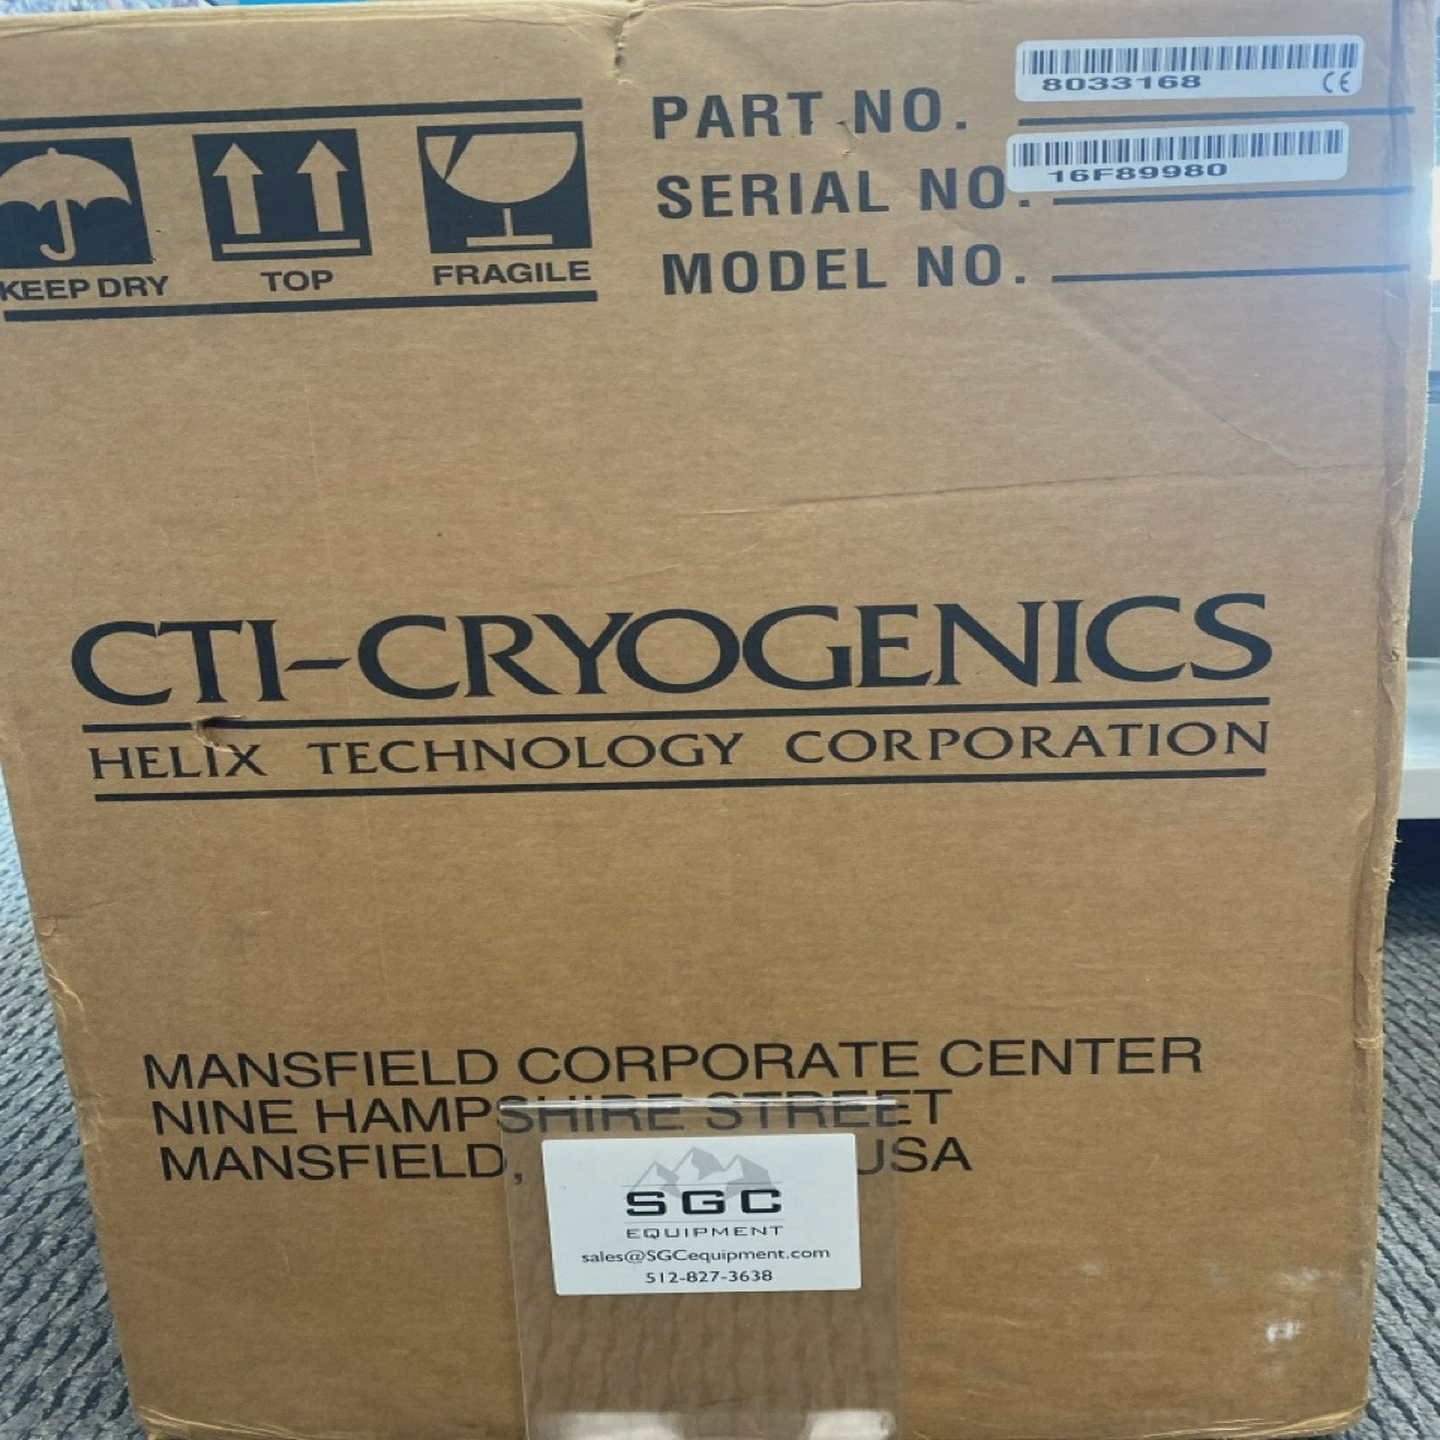 KEEP DRY
TOP
FRAGILE
PART NO.
8033168 CE
SERIAL NO.
16F89980
MODEL NO.
CTI-CRYOGENICS
HELIX TECHNOLOGY CORPORATION
MANSFIELD CORPORATE CENTER
NINE HAMPSHIRE STREET
MANSFIELD, USA
SGC
EQUIPMENT
sales@SGCequipment.com
512-827-3638